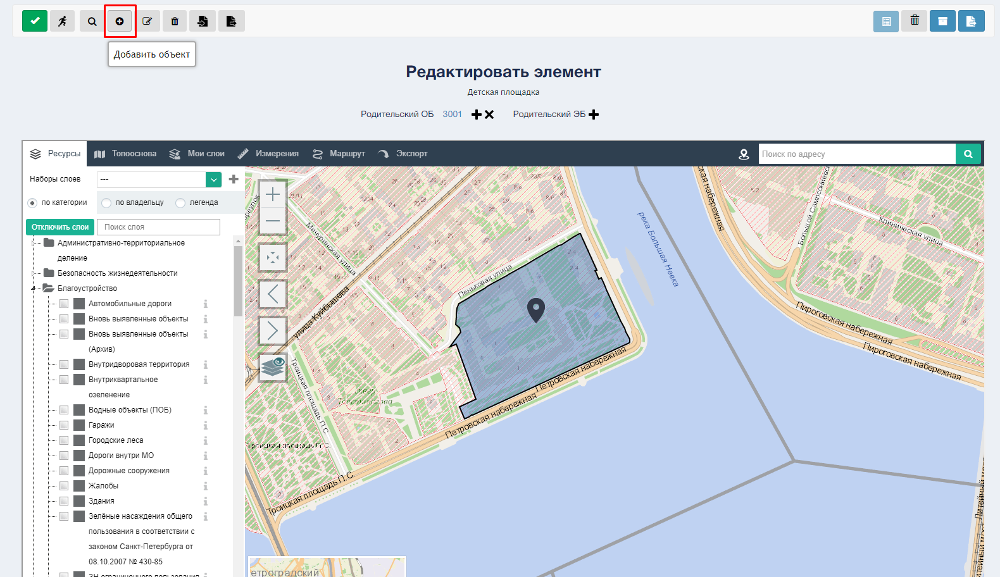 Добавить объект
Редактировать элемент
Детская площадка
Родительский ОБ 3001 Родительский ЭБ
Ресурсы Топооснова Мои слои Измерения Маршрут Экспорт Поиск по адресу
Наборы слоев ---
по категории по владельцу легенда
Отключить слои Поиск слоя
Административно-территориальное
деление
Безопасность жизнедеятельности
Благоустройство
Автомобильные дороги
Вновь выявленные объекты
Вновь выявленные объекты
(Архив)
Внутридворовая территория
Внутриквартальное
озеленение
Водные объекты (ПОБ)
Гаражи
Городские леса
Дороги внутри МО
Дорожные сооружения
Жалобы
Здания
Зелёные насаждения общего
пользования в соответствии с
законом Санкт-Петербурга от
08.10.2007 № 430-85
ЗН ограниченного пользования
Мичуринская улица
улица Куйбышева
Пеньковая улица
Троицкая площадь П.С.
Троицкая площадь П.С.
Петровская набережная
Петровская набережная
река Большая Невка
набережная
Большой Сампсониевск
Клиническая улица
Пироговская набережная
Пироговская набережная
Литейный мост
етроградский